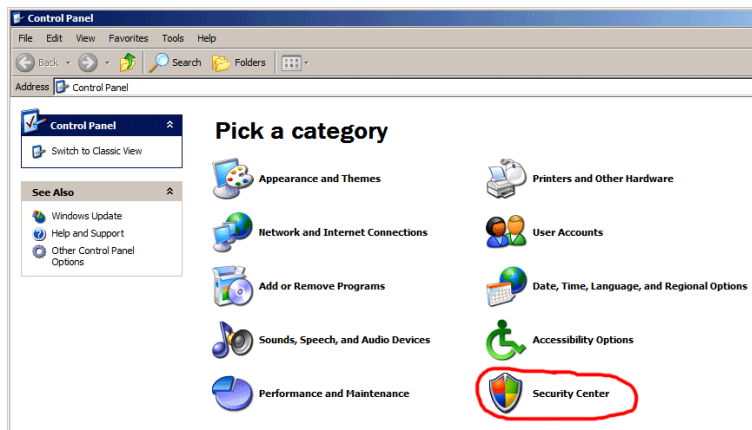 Control Panel
File Edit View Favorites Tools Help
Back Search Folders
Address Control Panel
Control Panel
Switch to Classic View
See Also
Windows Update
Help and Support
Other Control Panel
Options
Pick a category
Appearance and Themes
Printers and Other Hardware
Network and Internet Connections
User Accounts
Add or Remove Programs
Date, Time, Language, and Regional Options
Sounds, Speech, and Audio Devices
Accessibility Options
Performance and Maintenance
Security Center